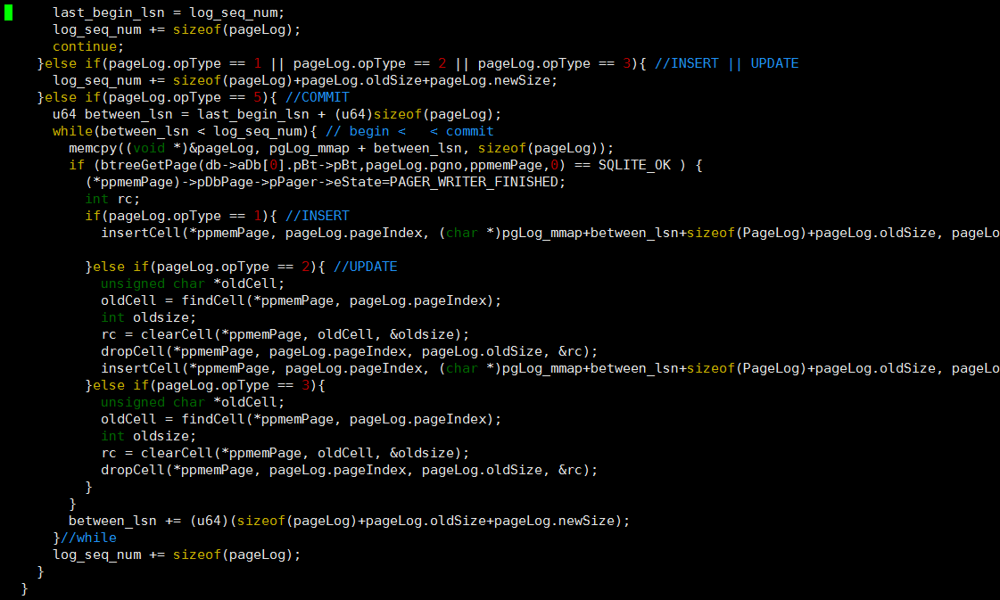 last_begin_lsn = log_seq_num;
log_seq_num += sizeof(pageLog);
continue;
}else if(pageLog.opType == 1 || pageLog.opType == 2 || pageLog.opType == 3){ //INSERT || UPDATE
log_seq_num += sizeof(pageLog)+pageLog.oldSize+pageLog.newSize;
}else if(pageLog.opType == 5){ //COMMIT
u64 between_lsn = last_begin_lsn + (u64)sizeof(pageLog);
while(between_lsn < log_seq_num){ // begin <   < commit
memcpy((void *)&pageLog, pgLog_mmap + between_lsn, sizeof(pageLog));
if (btreeGetPage(db->aDb[0].pBt->pBt,pageLog.pgno,ppmemPage,0) == SQLITE_OK ) {
(*ppmemPage)->pDbPage->pPager->eState=PAGER_WRITER_FINISHED;
int rc;
if(pageLog.opType == 1){ //INSERT
insertCell(*ppmemPage, pageLog.pageIndex, (char *)pgLog_mmap+between_lsn+sizeof(PageLog)+pageLog.oldSize, pageLo
}else if(pageLog.opType == 2){ //UPDATE
unsigned char *oldCell;
oldCell = findCell(*ppmemPage, pageLog.pageIndex);
int oldsize;
rc = clearCell(*ppmemPage, oldCell, &oldsize);
dropCell(*ppmemPage, pageLog.pageIndex, pageLog.oldSize, &rc);
insertCell(*ppmemPage, pageLog.pageIndex, (char *)pgLog_mmap+between_lsn+sizeof(PageLog)+pageLog.oldSize, pageLo
}else if(pageLog.opType == 3){
unsigned char *oldCell;
oldCell = findCell(*ppmemPage, pageLog.pageIndex);
int oldsize;
rc = clearCell(*ppmemPage, oldCell, &oldsize);
dropCell(*ppmemPage, pageLog.pageIndex, pageLog.oldSize, &rc);
}
}
between_lsn += (u64)(sizeof(pageLog)+pageLog.oldSize+pageLog.newSize);
}//while
log_seq_num += sizeof(pageLog);
}
}